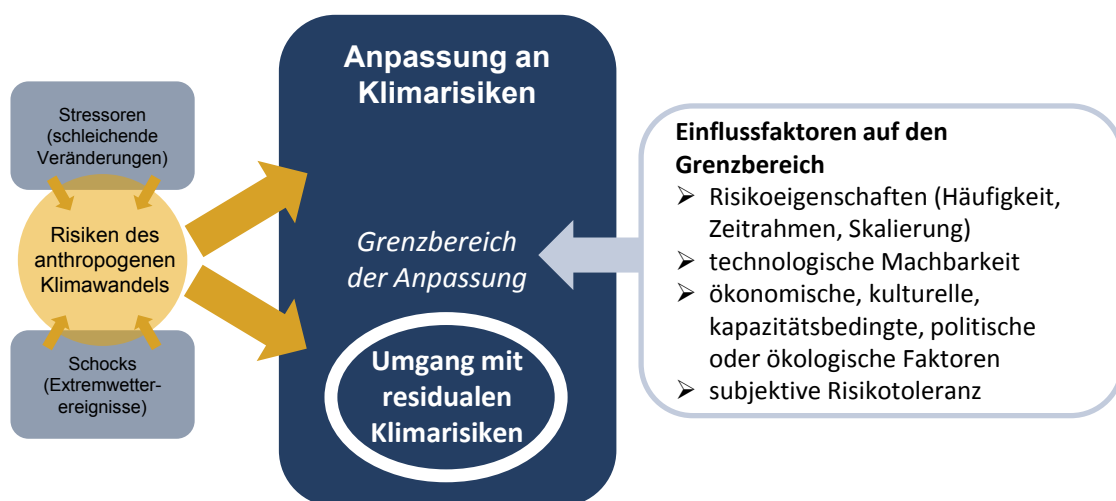 Stressoren
(schleichende
Veränderungen)
Risiken des
anthropogenen
Klimawandels
Schocks
(Extremwetter-
ereignisse)
Anpassung an
Klimarisiken
Grenzbereich
der Anpassung
Umgang mit
residualen
Klimarisiken
Einflussfaktoren auf den
Grenzbereich
➢ Risikoeigenschaften (Häufigkeit,
Zeitrahmen, Skalierung)
➢ technologische Machbarkeit
➢ ökonomische, kulturelle,
kapazitätsbedingte, politische
oder ökologische Faktoren
➢ subjektive Risikotoleranz